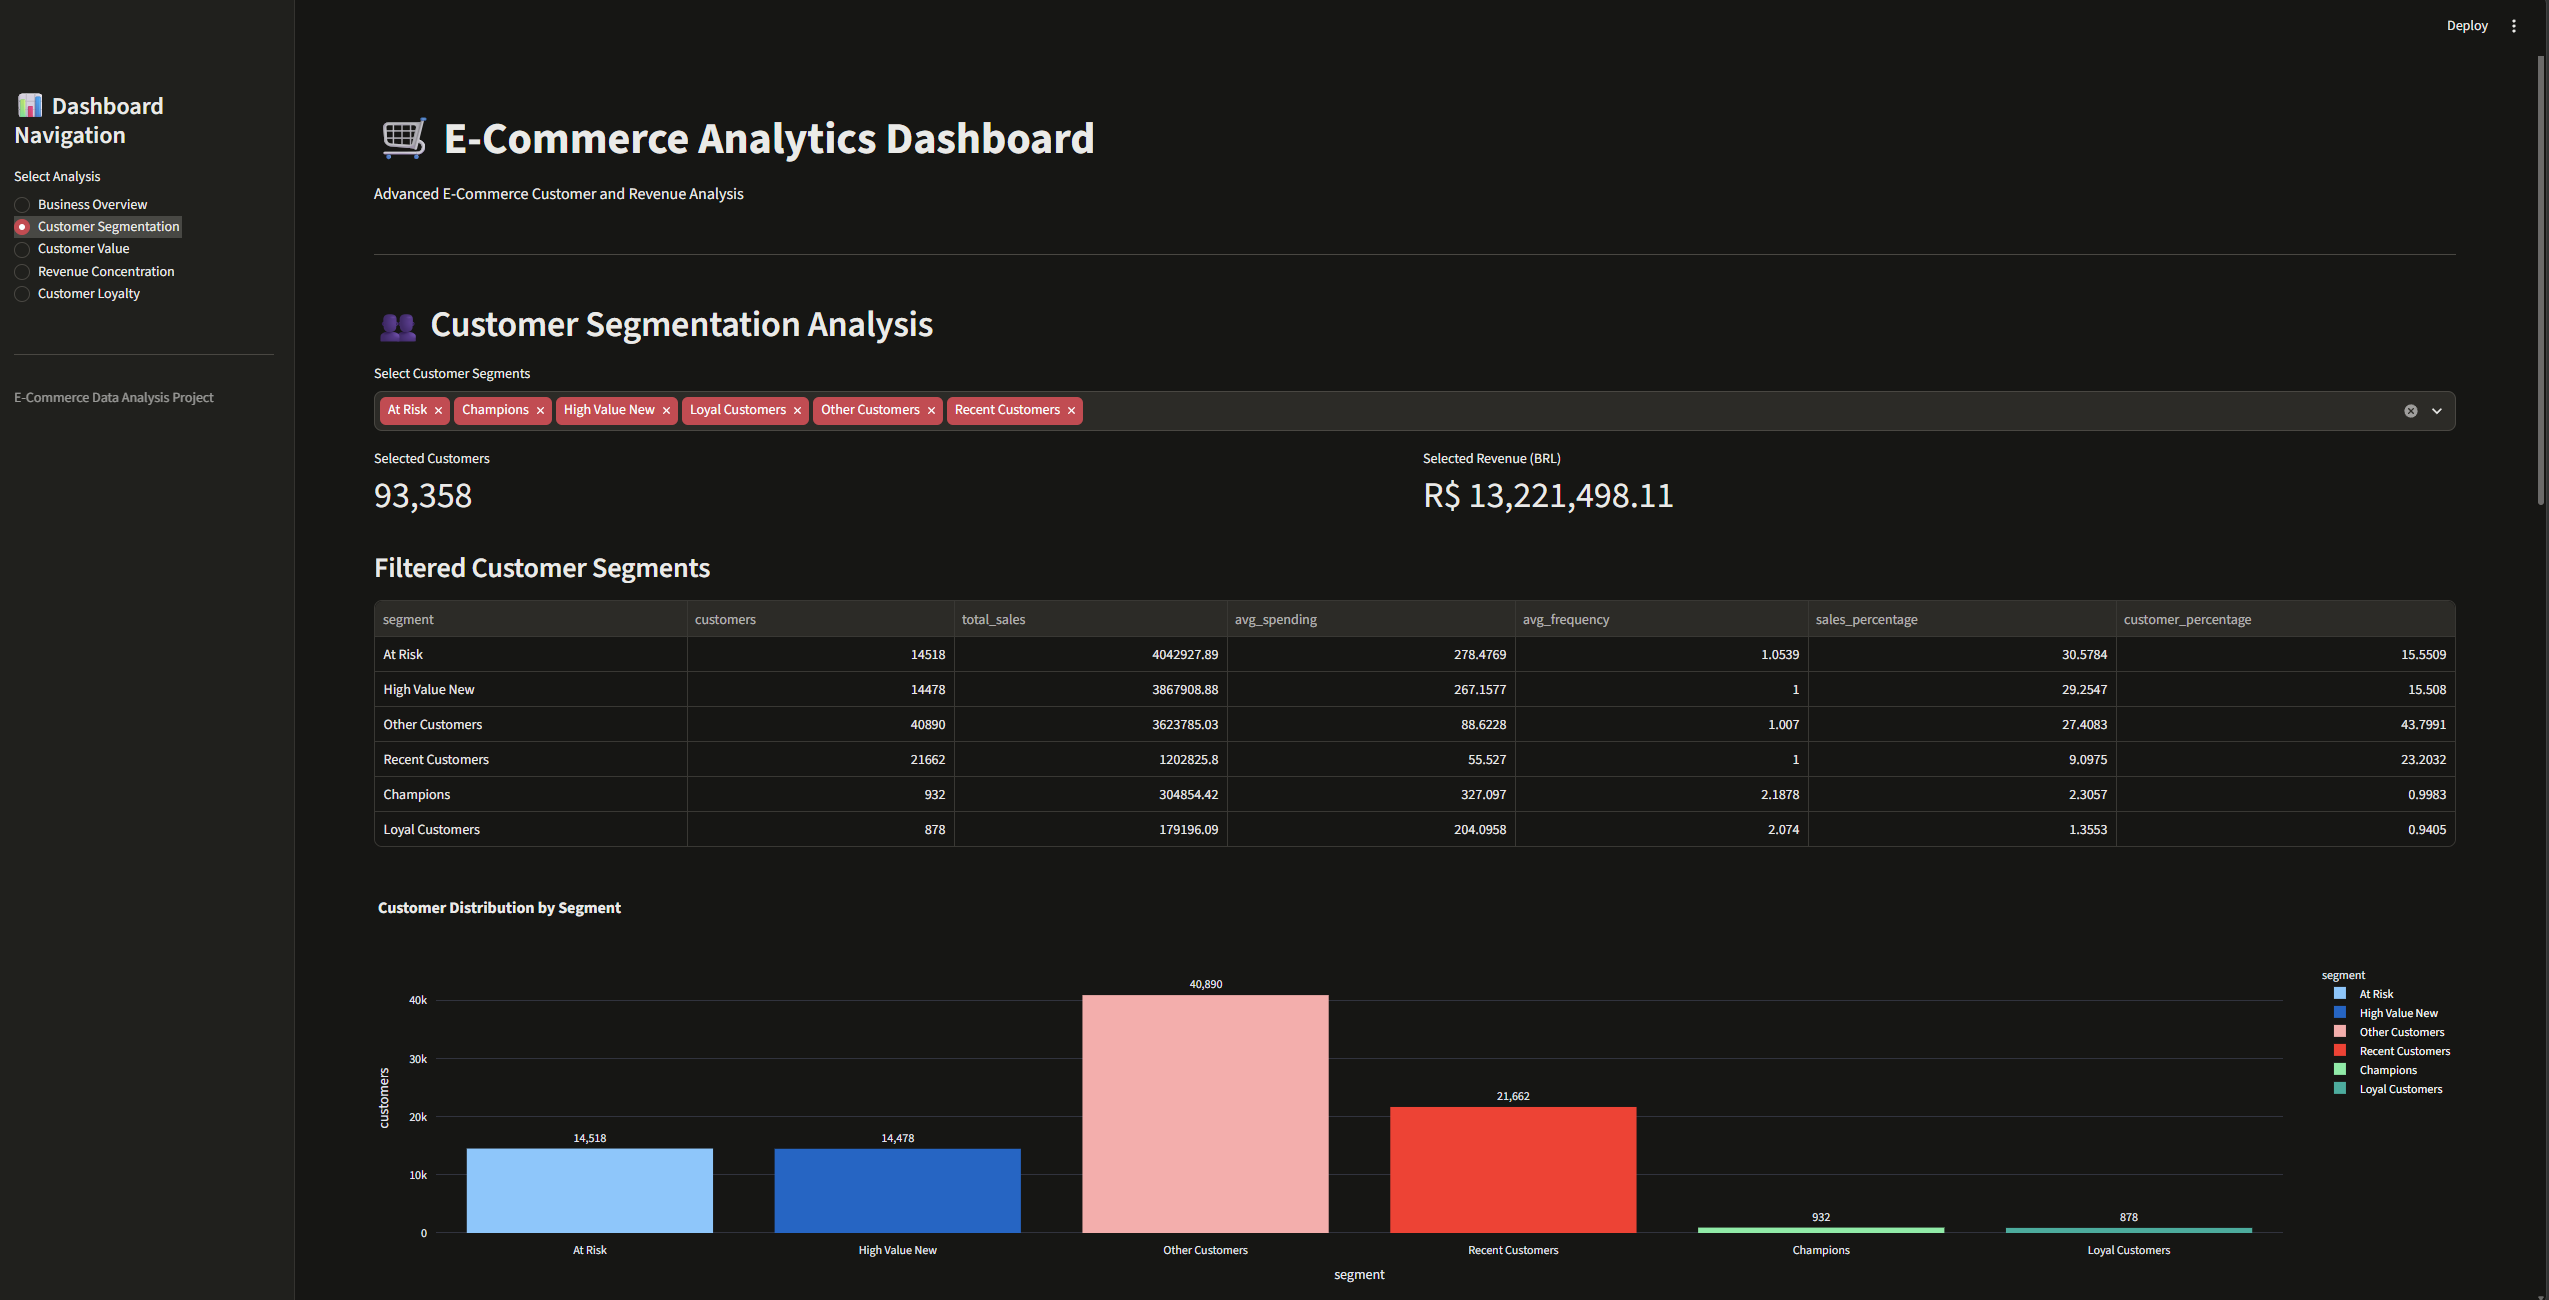 Deploy
Dashboard
Navigation
Select Analysis
Business Overview
Customer Segmentation
Customer Value
Revenue Concentration
Customer Loyalty
E-Commerce Data Analysis Project
E-Commerce Analytics Dashboard
Advanced E-Commerce Customer and Revenue Analysis
Customer Segmentation Analysis
Select Customer Segments
At Risk × Champions × High Value New × Loyal Customers × Other Customers × Recent Customers ×
Selected Customers Selected Revenue (BRL)
93,358 R$ 13,221,498.11
Filtered Customer Segments
segment customers total_sales avg_spending avg_frequency sales_percentage customer_percentage
At Risk 14518 4042927.89 278.4769 1.0539 30.5784 15.5509
High Value New 14478 3867908.88 267.1577 1 29.2547 15.508
Other Customers 40890 3623785.03 88.6228 1.007 27.4083 43.7991
Recent Customers 21662 1202825.8 55.527 1 9.0975 23.2032
Champions 932 304854.42 327.097 2.1878 2.3057 0.9983
Loyal Customers 878 179196.09 204.0958 2.074 1.3553 0.9405
Customer Distribution by Segment
customers
40k
30k
20k
10k
0
14,518
14,478
40,890
21,662
932
878
At Risk High Value New Other Customers Recent Customers Champions Loyal Customers
segment
segment
At Risk
High Value New
Other Customers
Recent Customers
Champions
Loyal Customers